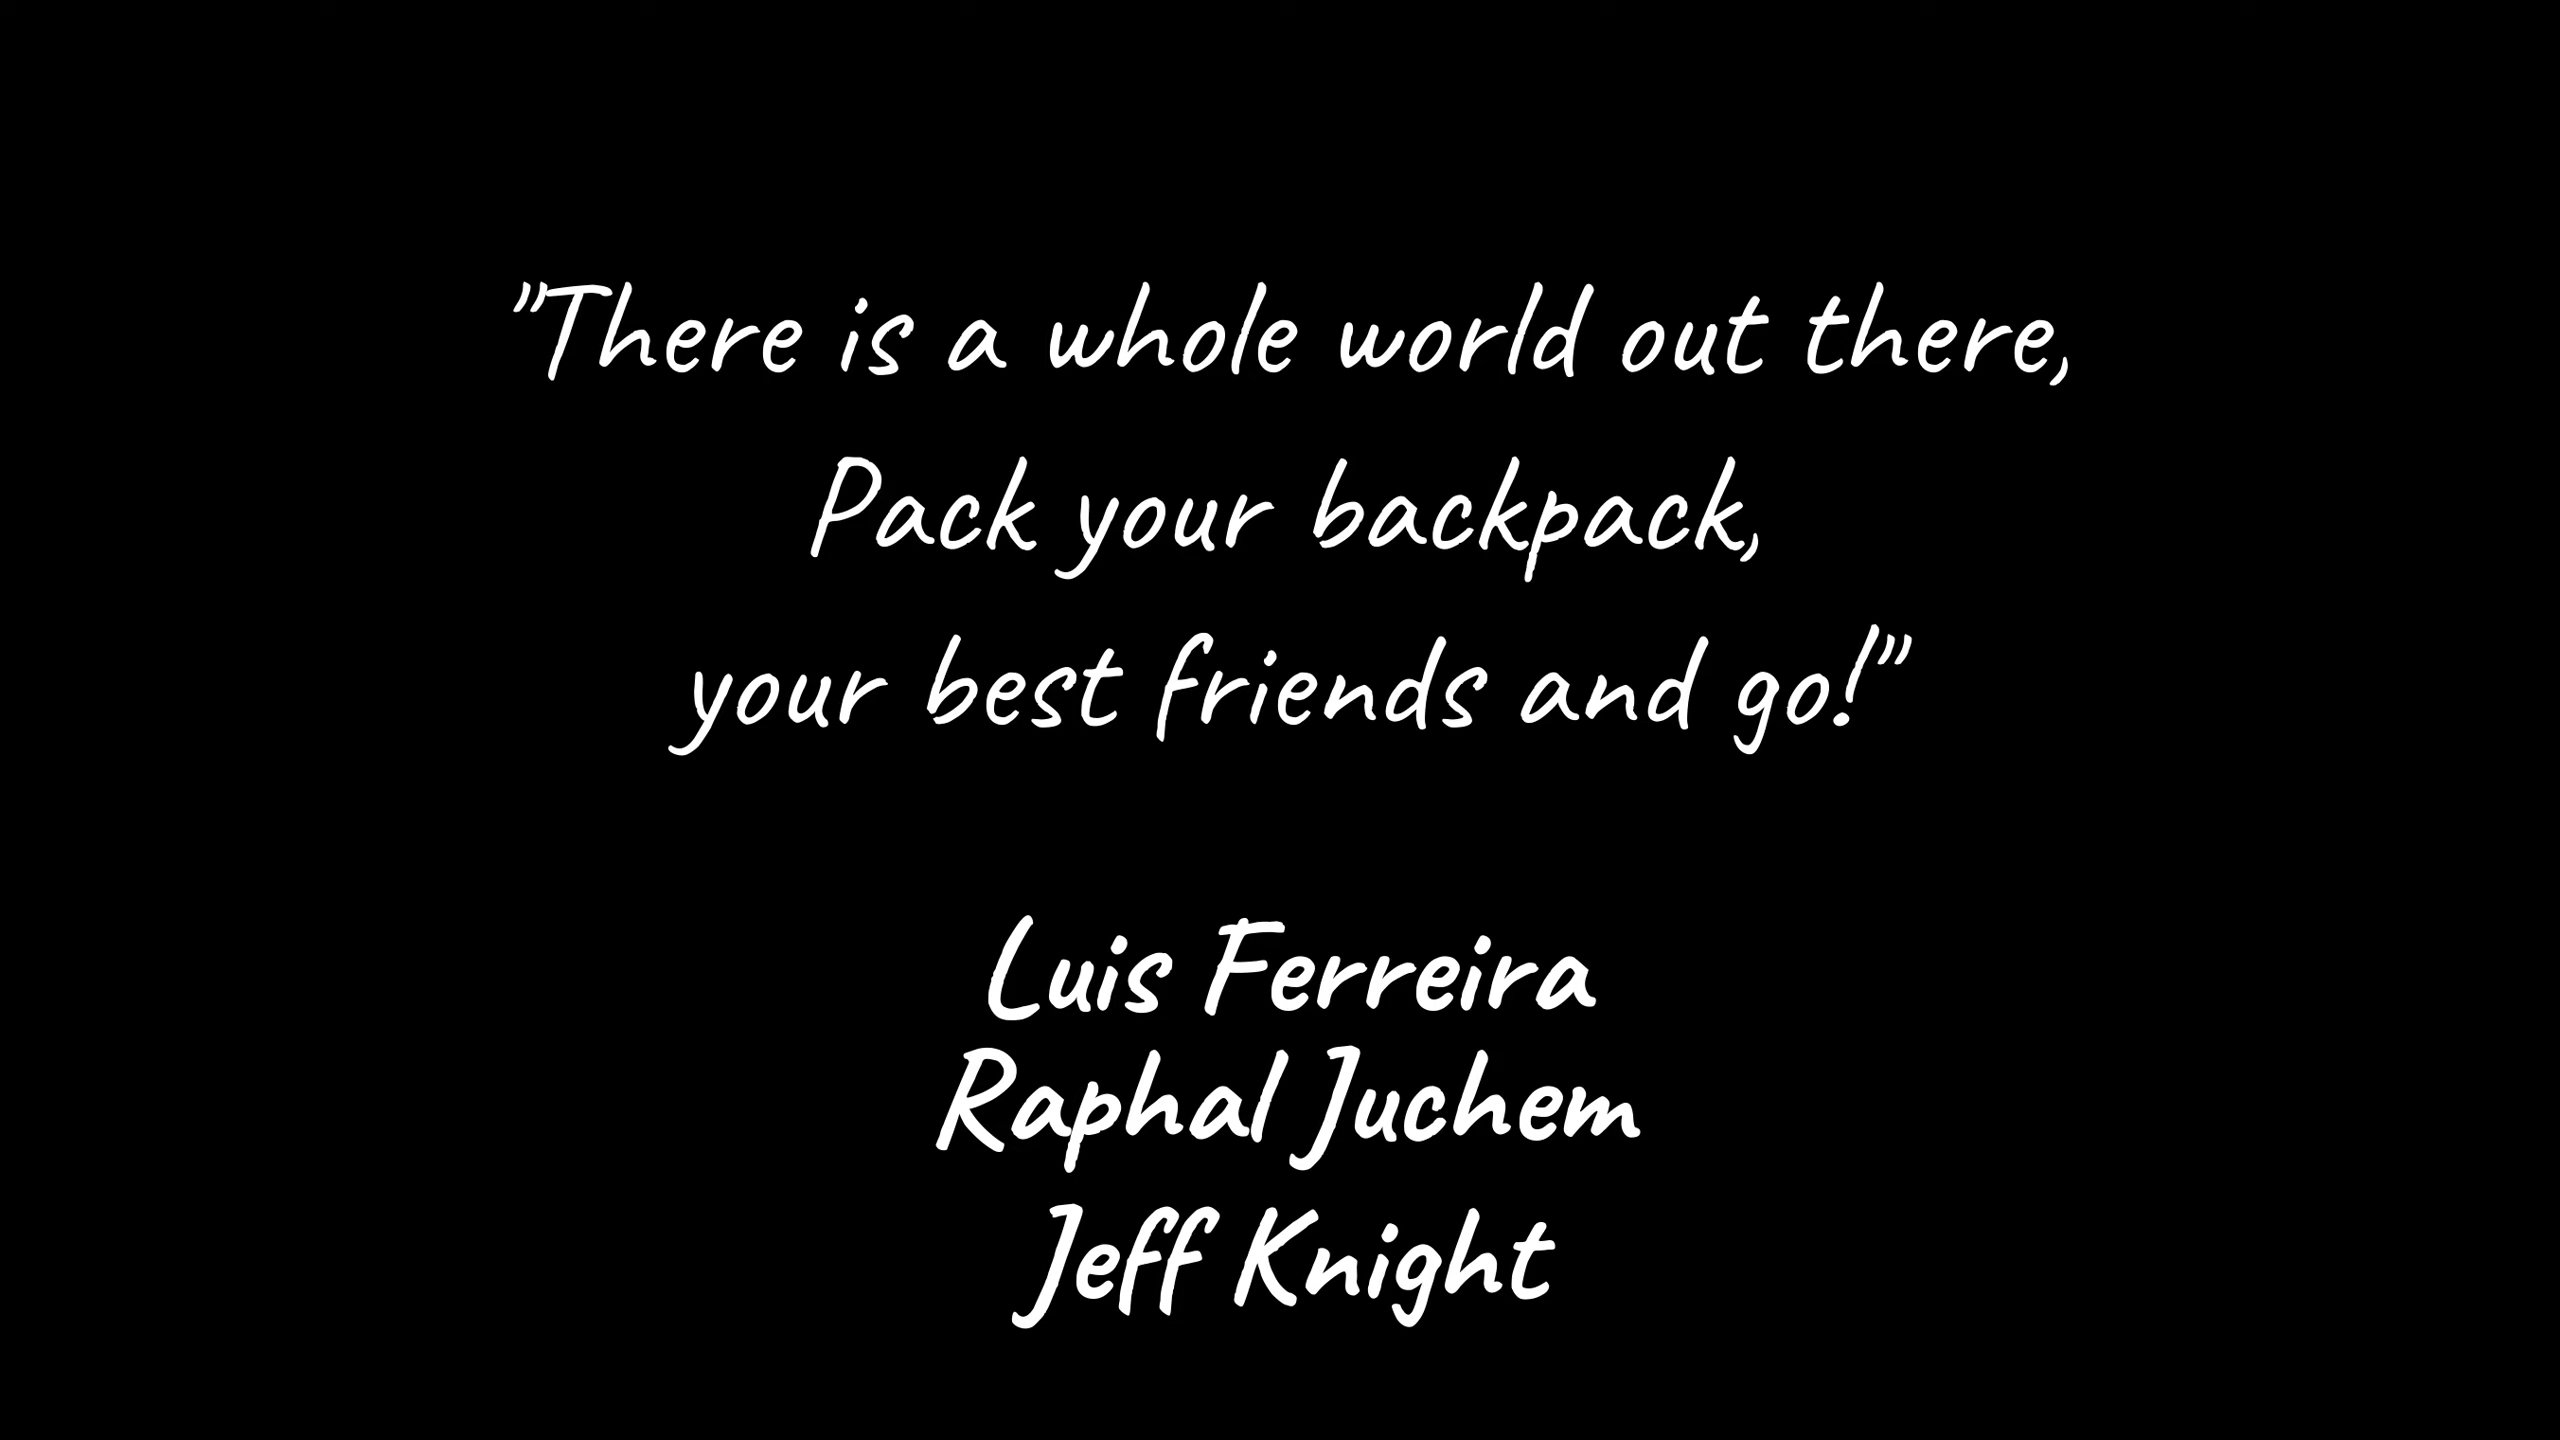 "There is a whole world out there,
Pack your backpack,
your best friends and go!"
Luis Ferreira
Raphal Juchem
Jeff Knight